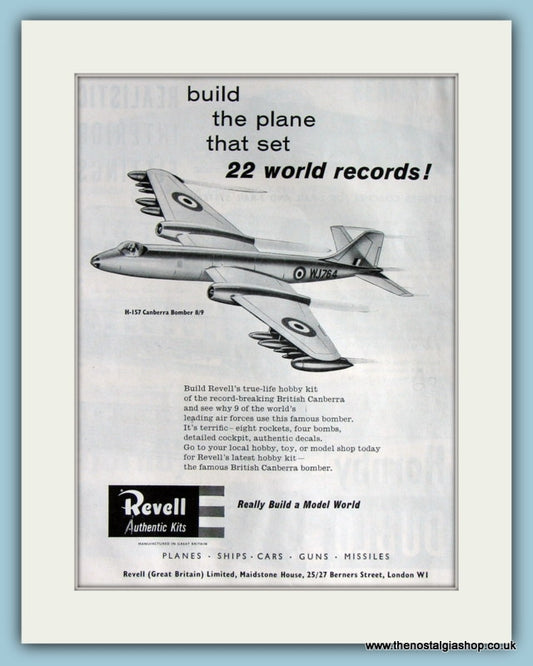 build
the plane
that set
22 world records!
WJ764
H-157 Canberra Bomber 8/9
Build Revell's true-life hobby kit
of the record-breaking British Canberra
and see why 9 of the world's
leading air forces use this famous bomber.
It's terrific—eight rockets, four bombs,
detailed cockpit, authentic decals.
Go to your local hobby, toy, or model shop today
for Revell's latest hobby kit—
the famous British Canberra bomber.
Revell
Authentic Kits
Really Build a Model World
MANUFACTURED IN GREAT BRITAIN
PLANES · SHIPS · CARS · GUNS · MISSILES
Revell (Great Britain) Limited, Maidstone House, 25/27 Berners Street, London W1
www.thenostalgiashop.co.uk